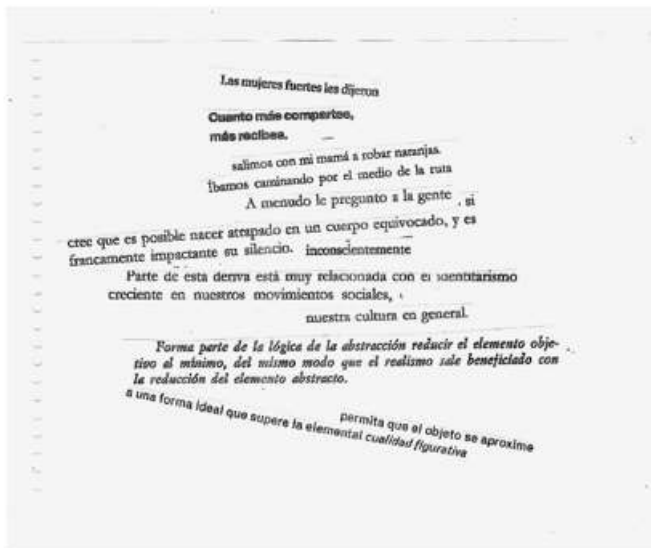 Las mujeres fuertes les dijeron
Cuanto más compartes,
más recibes.
salimos con mi mamá a robar naranjas.
Íbamos caminando por el medio de la ruta
A menudo le pregunto a la gente , si
cree que es posible nacer atrapado en un cuerpo equivocado, y es
francamente impactante su silencio. inconscientemente
Parte de esta deriva está muy relacionada con el identitarismo
creciente en nuestros movimientos sociales,
nuestra cultura en general.
Forma parte de la lógica de la abstracción reducir el elemento obje-
tivo al mínimo, del mismo modo que el realismo sale beneficiado con
la reducción del elemento abstracto.
permita que el objeto se aproxime
a una forma ideal que supere la elemental cualidad figurativa